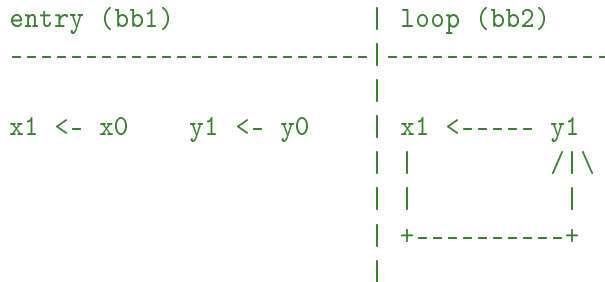 entry (bb1)             | loop (bb2)
------------------------|---------------
                        |
x1 <- x0    y1 <- y0    | x1 <----- y1
                        | |         /|\
                        | |          |
                        | +----------+
                        |